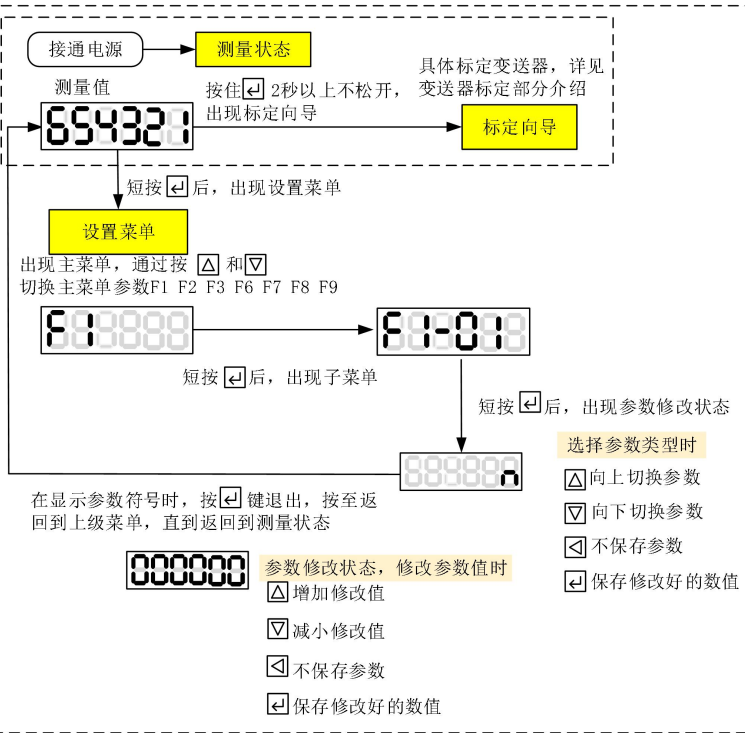 接通电源
测量状态
测量值
654321
按住 2秒以上不松开，
出现标定向导
具体标定变送器，详见
变送器标定部分介绍
标定向导
短按 后，出现设置菜单
设置菜单
出现主菜单，通过按 和
切换主菜单参数F1 F2 F3 F6 F7 F8 F9
F1
F1-01
短按 后，出现子菜单
短按 后，出现参数修改状态
n
选择参数类型时
向上切换参数
向下切换参数
不保存参数
保存修改好的数值
在显示参数符号时，按 键退出，按至返
回到上级菜单，直到返回到测量状态
000000
参数修改状态，修改参数值时
增加修改值
减小修改值
不保存参数
保存修改好的数值